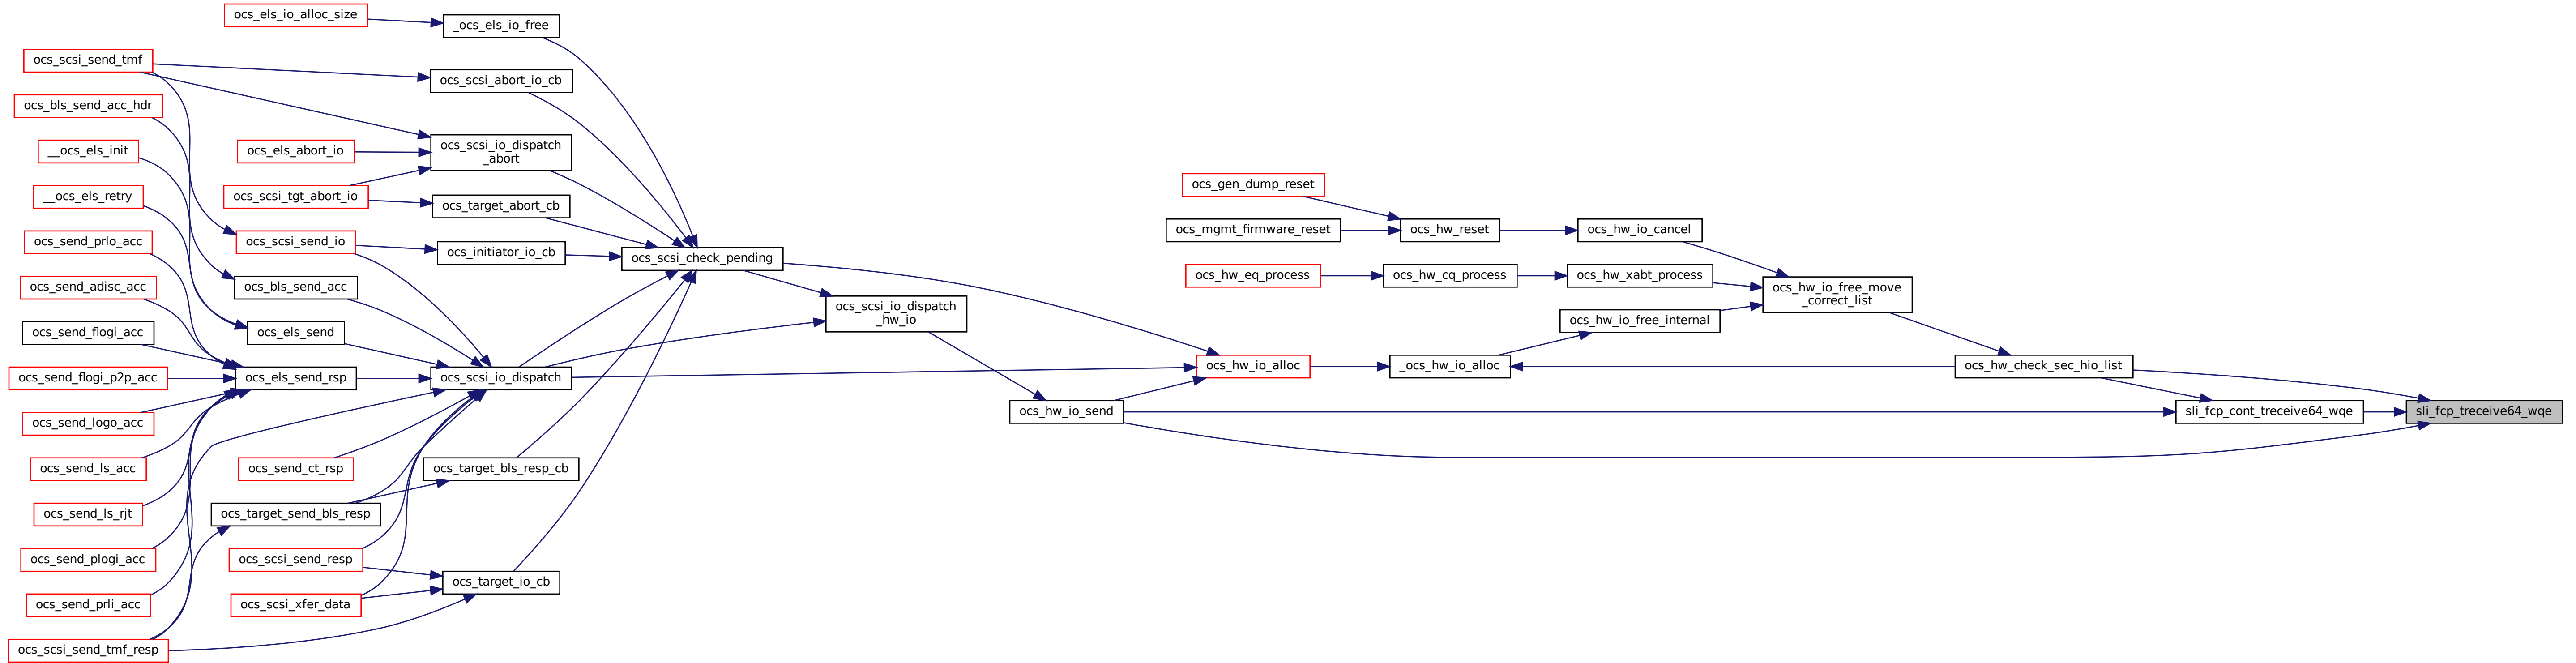 ocs_els_io_alloc_size
_ocs_els_io_free
ocs_scsi_send_tmf
ocs_scsi_abort_io_cb
ocs_bls_send_acc_hdr
__ocs_els_init
ocs_els_abort_io
ocs_scsi_io_dispatch
_abort
__ocs_els_retry
ocs_scsi_tgt_abort_io
ocs_target_abort_cb
ocs_send_prlo_acc
ocs_scsi_send_io
ocs_initiator_io_cb
ocs_scsi_check_pending
ocs_send_adisc_acc
ocs_bls_send_acc
ocs_scsi_io_dispatch
_hw_io
ocs_send_flogi_acc
ocs_els_send
ocs_send_flogi_p2p_acc
ocs_els_send_rsp
ocs_scsi_io_dispatch
ocs_send_logo_acc
ocs_send_ls_acc
ocs_send_ct_rsp
ocs_target_bls_resp_cb
ocs_send_ls_rjt
ocs_target_send_bls_resp
ocs_send_plogi_acc
ocs_scsi_send_resp
ocs_target_io_cb
ocs_send_prli_acc
ocs_scsi_xfer_data
ocs_scsi_send_tmf_resp
ocs_gen_dump_reset
ocs_mgmt_firmware_reset
ocs_hw_reset
ocs_hw_io_cancel
ocs_hw_eq_process
ocs_hw_cq_process
ocs_hw_xabt_process
ocs_hw_io_free_move
_correct_list
ocs_hw_io_free_internal
ocs_hw_io_alloc
_ocs_hw_io_alloc
ocs_hw_check_sec_hio_list
ocs_hw_io_send
sli_fcp_cont_treceive64_wqe
sli_fcp_treceive64_wqe